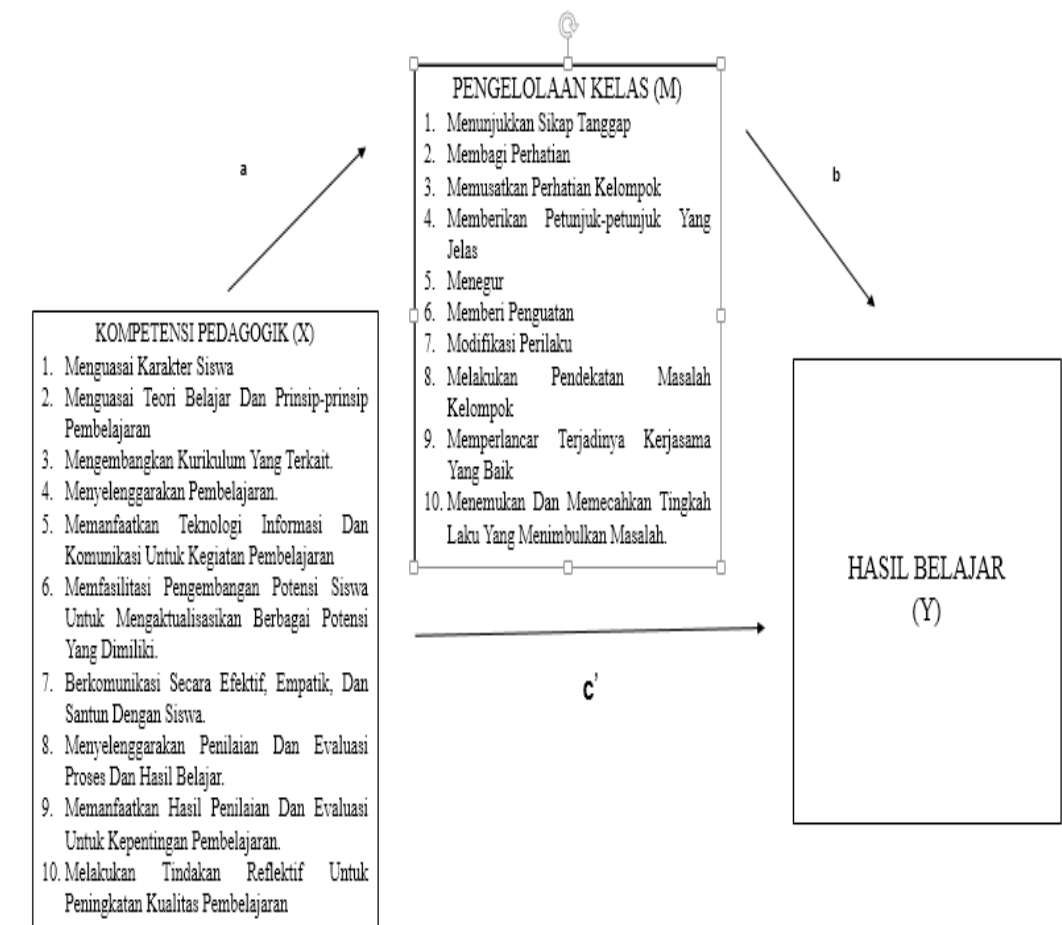 PENGELOLAAN KELAS (M)
1. Menunjukkan Sikap Tanggap
2. Membagi Perhatian
3. Memusatkan Perhatian Kelompok
4. Memberikan Petunjuk-petunjuk Yang
Jelas
5. Menegur
6. Memberi Penguatan
7. Modifikasi Perilaku
8. Melakukan Pendekatan Masalah
Kelompok
9. Memperlancar Terjadinya Kerjasama
Yang Baik
10. Menemukan Dan Memecahkan Tingkah
Laku Yang Menimbulkan Masalah.
a
b
KOMPETENSI PEDAGOGIK (X)
1. Menguasai Karakter Siswa
2. Menguasai Teori Belajar Dan Prinsip-prinsip
Pembelajaran
3. Mengembangkan Kurikulum Yang Terkait.
4. Menyelenggarakan Pembelajaran.
5. Memanfaatkan Teknologi Informasi Dan
Komunikasi Untuk Kegiatan Pembelajaran
6. Memfasilitasi Pengembangan Potensi Siswa
Untuk Mengaktualisasikan Berbagai Potensi
Yang Dimiliki.
7. Berkomunikasi Secara Efektif, Empatik, Dan
Santun Dengan Siswa.
8. Menyelenggarakan Penilaian Dan Evaluasi
Proses Dan Hasil Belajar.
9. Memanfaatkan Hasil Penilaian Dan Evaluasi
Untuk Kepentingan Pembelajaran.
10. Melakukan Tindakan Reflektif Untuk
Peningkatan Kualitas Pembelajaran
c'
HASIL BELAJAR
(Y)